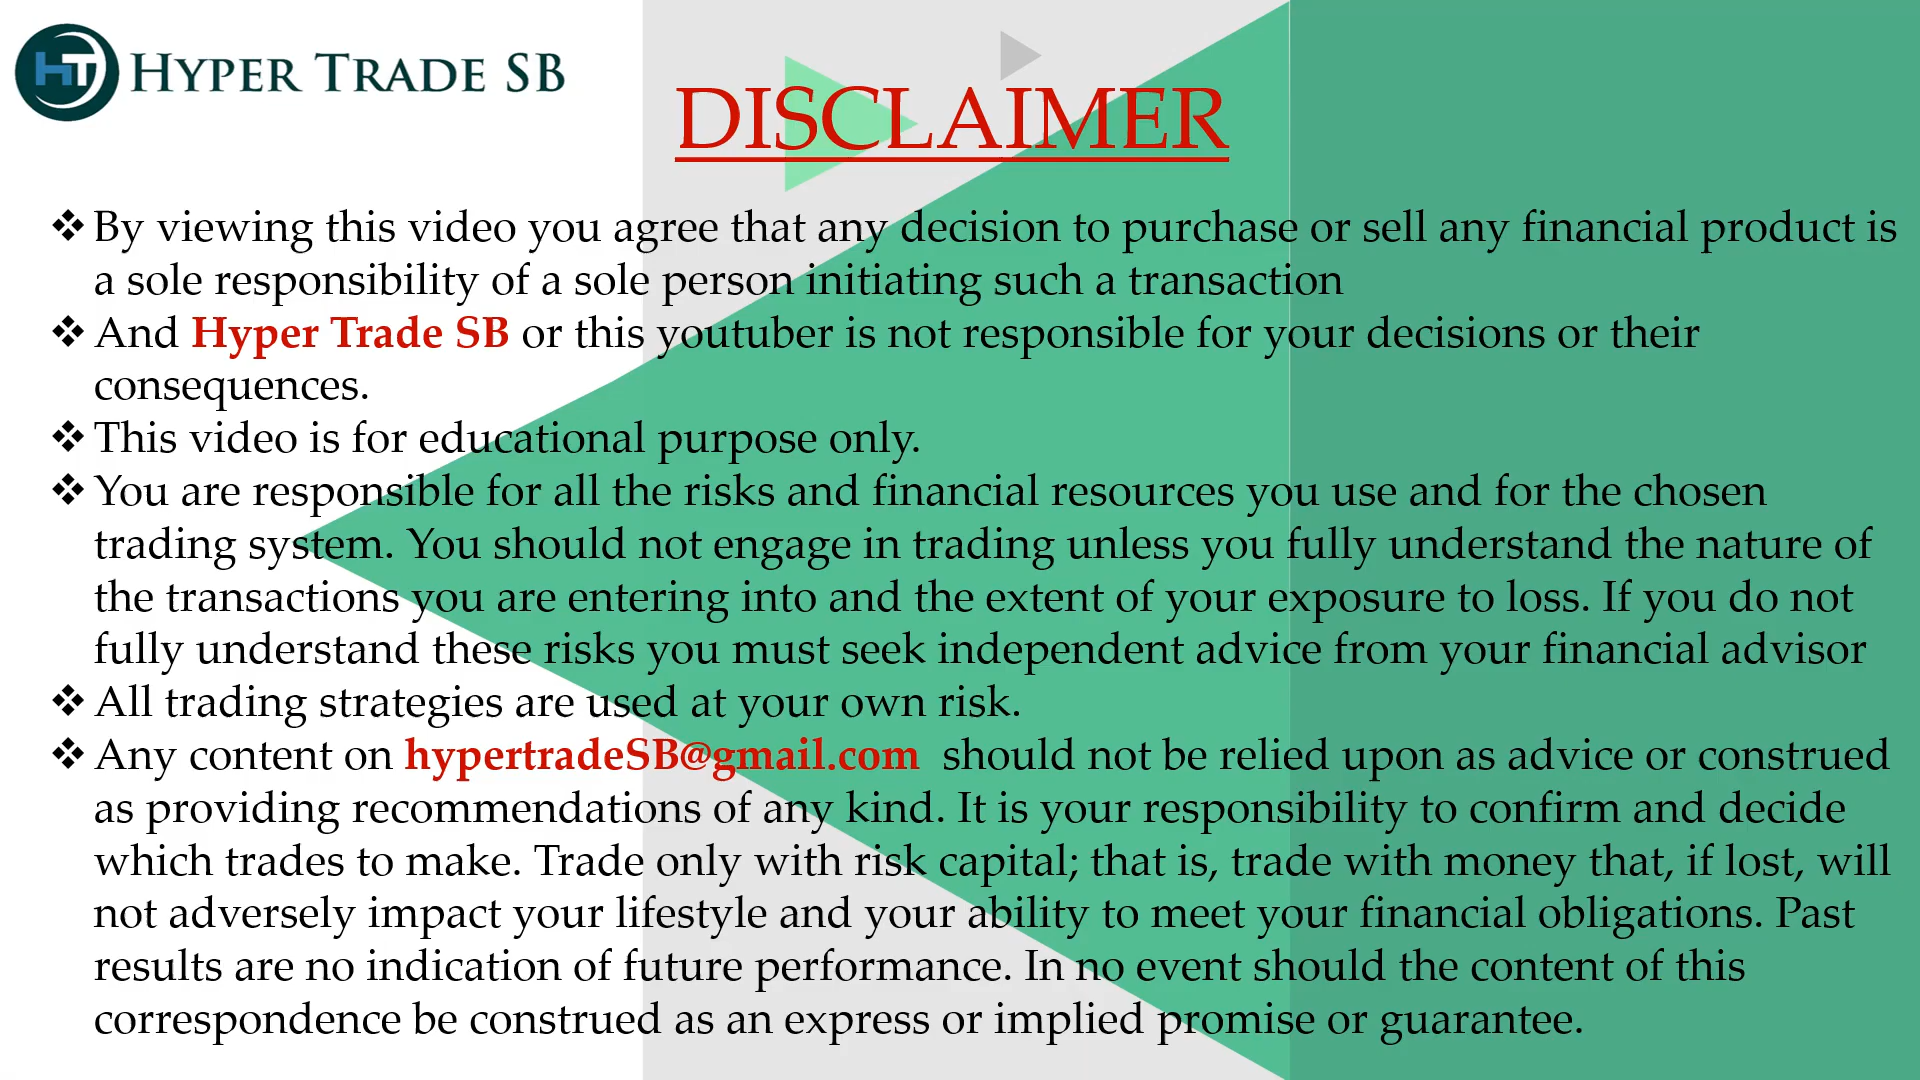 HT HYPER TRADE SB
DISCLAIMER
❖ By viewing this video you agree that any decision to purchase or sell any financial product is
a sole responsibility of a sole person initiating such a transaction
❖ And Hyper Trade SB or this youtuber is not responsible for your decisions or their
consequences.
❖ This video is for educational purpose only.
❖ You are responsible for all the risks and financial resources you use and for the chosen
trading system. You should not engage in trading unless you fully understand the nature of
the transactions you are entering into and the extent of your exposure to loss. If you do not
fully understand these risks you must seek independent advice from your financial advisor
❖ All trading strategies are used at your own risk.
❖ Any content on hypertradeSB@gmail.com should not be relied upon as advice or construed
as providing recommendations of any kind. It is your responsibility to confirm and decide
which trades to make. Trade only with risk capital; that is, trade with money that, if lost, will
not adversely impact your lifestyle and your ability to meet your financial obligations. Past
results are no indication of future performance. In no event should the content of this
correspondence be construed as an express or implied promise or guarantee.